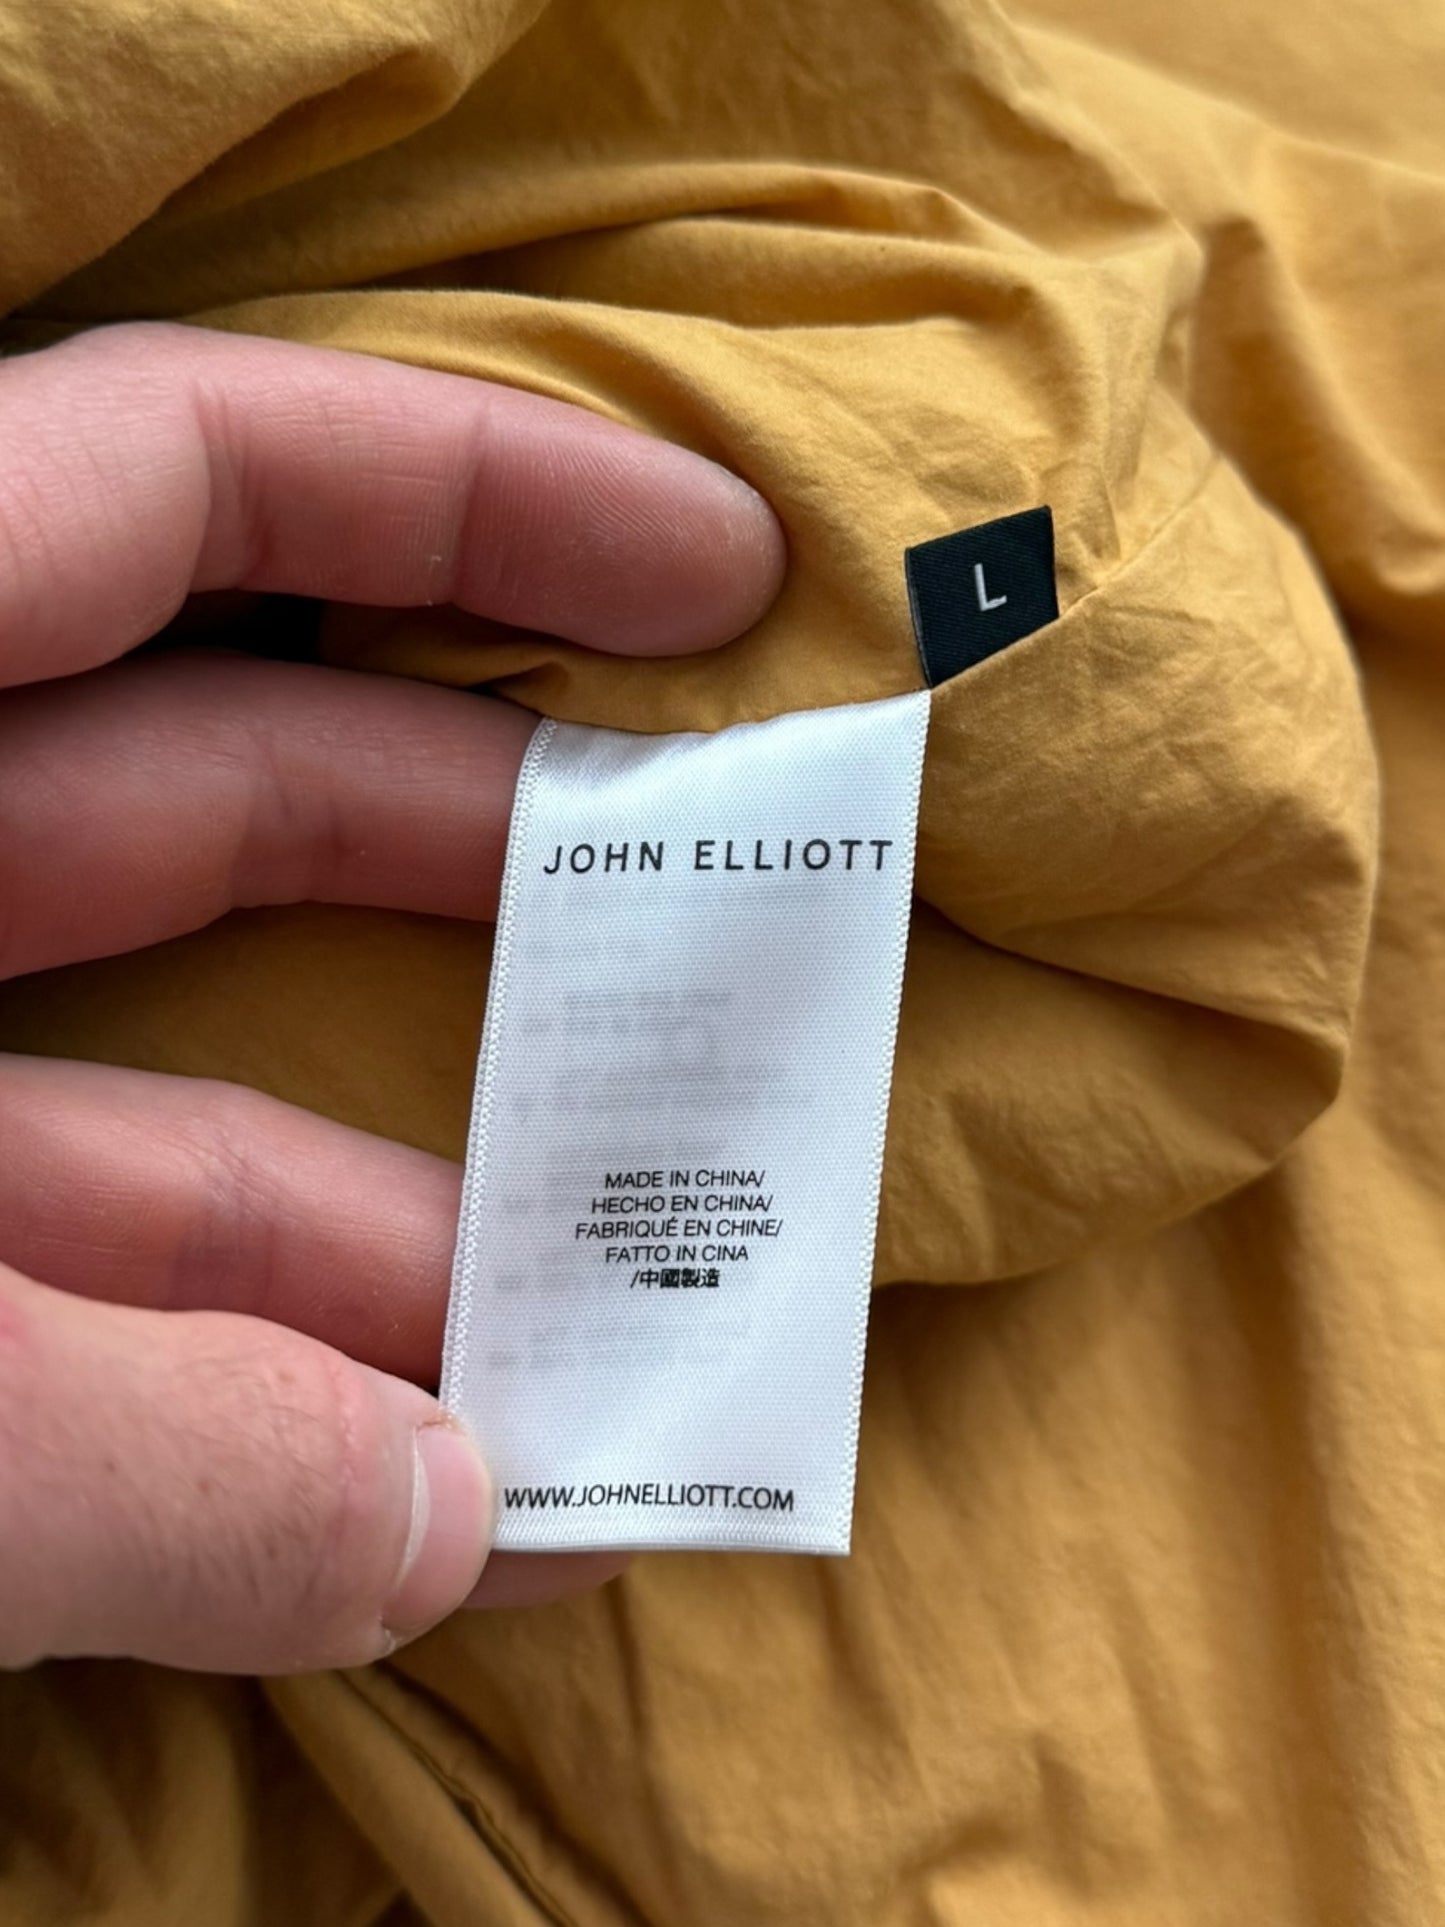 L
JOHN ELLIOTT
MADE IN CHINA/
HECHO EN CHINA/
FABRIQUÉ EN CHINE/
FATTO IN CINA
/中國製造
WWW.JOHNELLIOTT.COM